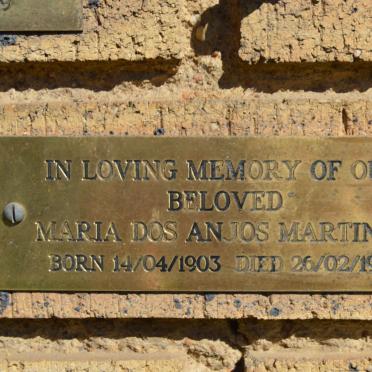 IN LOVING MEMORY OF
BELOVED
MARIA DOS ANJOS
BORN 14/04/1903 DIED